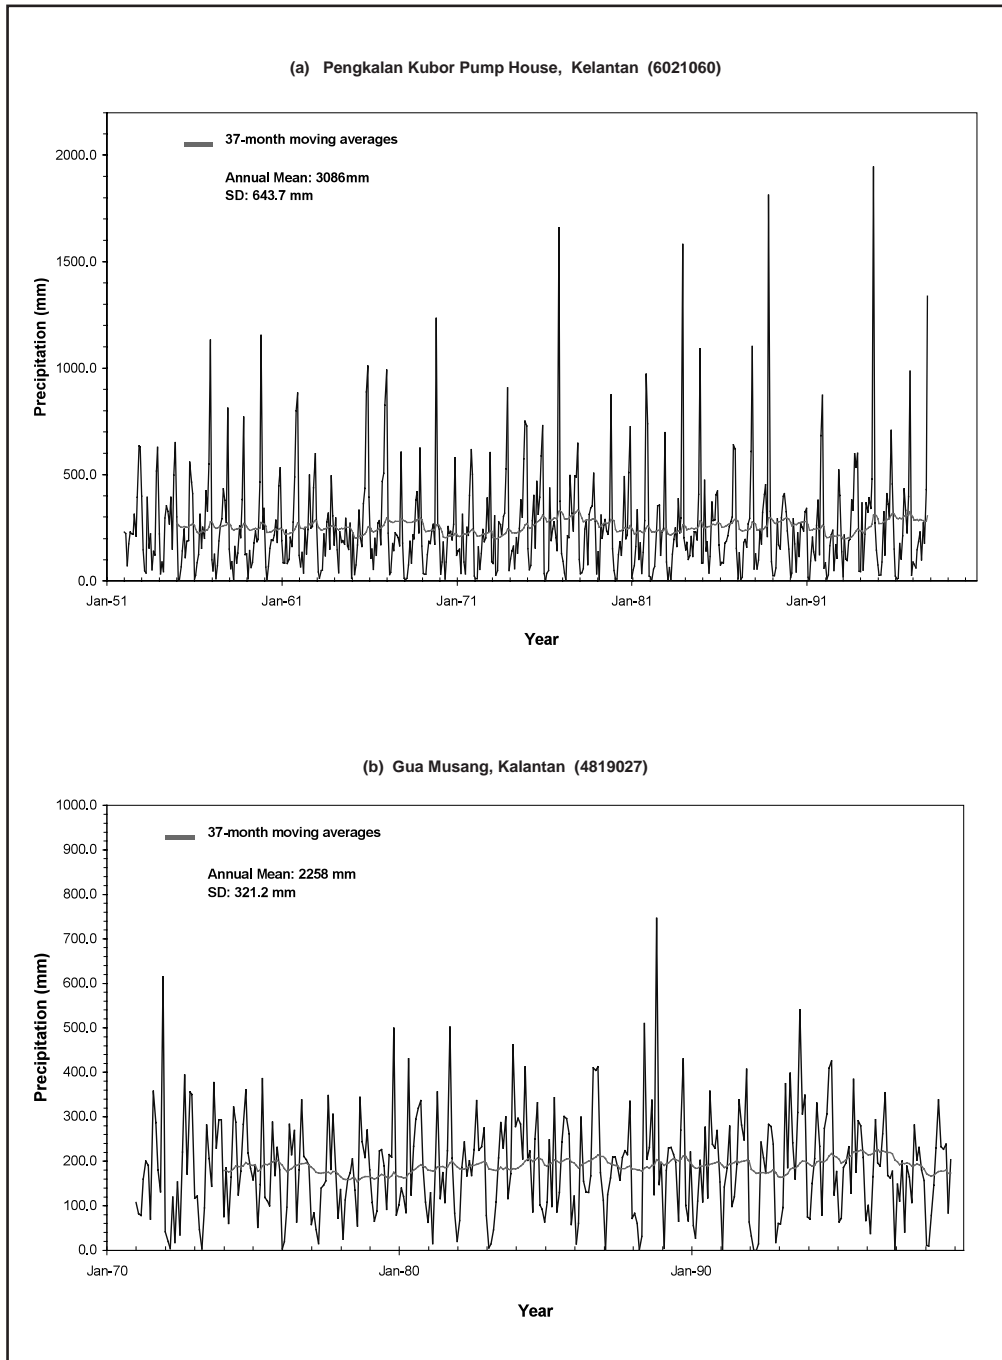 (a) Pengkalan Kubor Pump House, Kelantan (6021060)
37-month moving averages
Annual Mean: 3086mm
SD: 643.7 mm
Precipitation (mm)
2000.0
1500.0
1000.0
500.0
0.0
Jan-51 Jan-61 Jan-71 Jan-81 Jan-91
Year
(b) Gua Musang, Kalantan (4819027)
37-month moving averages
Annual Mean: 2258 mm
SD: 321.2 mm
Precipitation (mm)
1000.0
900.0
800.0
700.0
600.0
500.0
400.0
300.0
200.0
100.0
0.0
Jan-70 Jan-80 Jan-90
Year